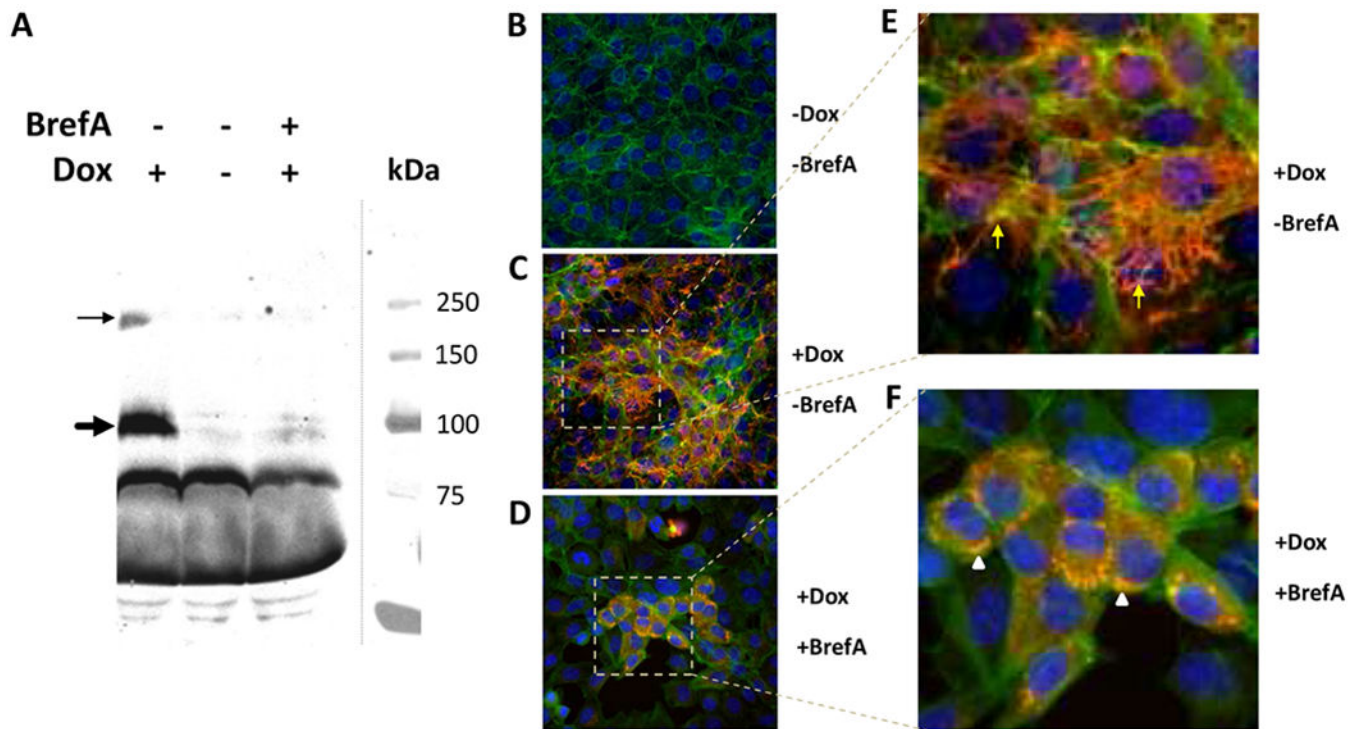 A
BrefA - - +
Dox + - + kDa
250
150
100
75
B
-Dox
-BrefA
C
+Dox
-BrefA
D
+Dox
+BrefA
E
+Dox
-BrefA
F
+Dox
+BrefA